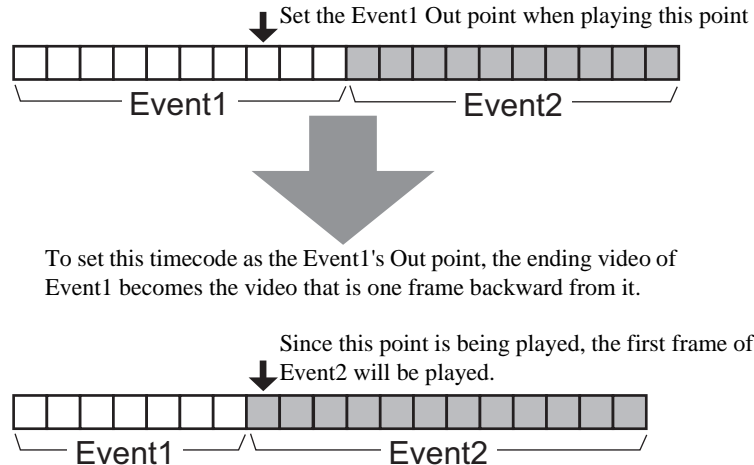 Set the Event1 Out point when playing this point
Event1
Event2
To set this timecode as the Event1's Out point, the ending video of
Event1 becomes the video that is one frame backward from it.
Since this point is being played, the first frame of
Event2 will be played.
Event1
Event2